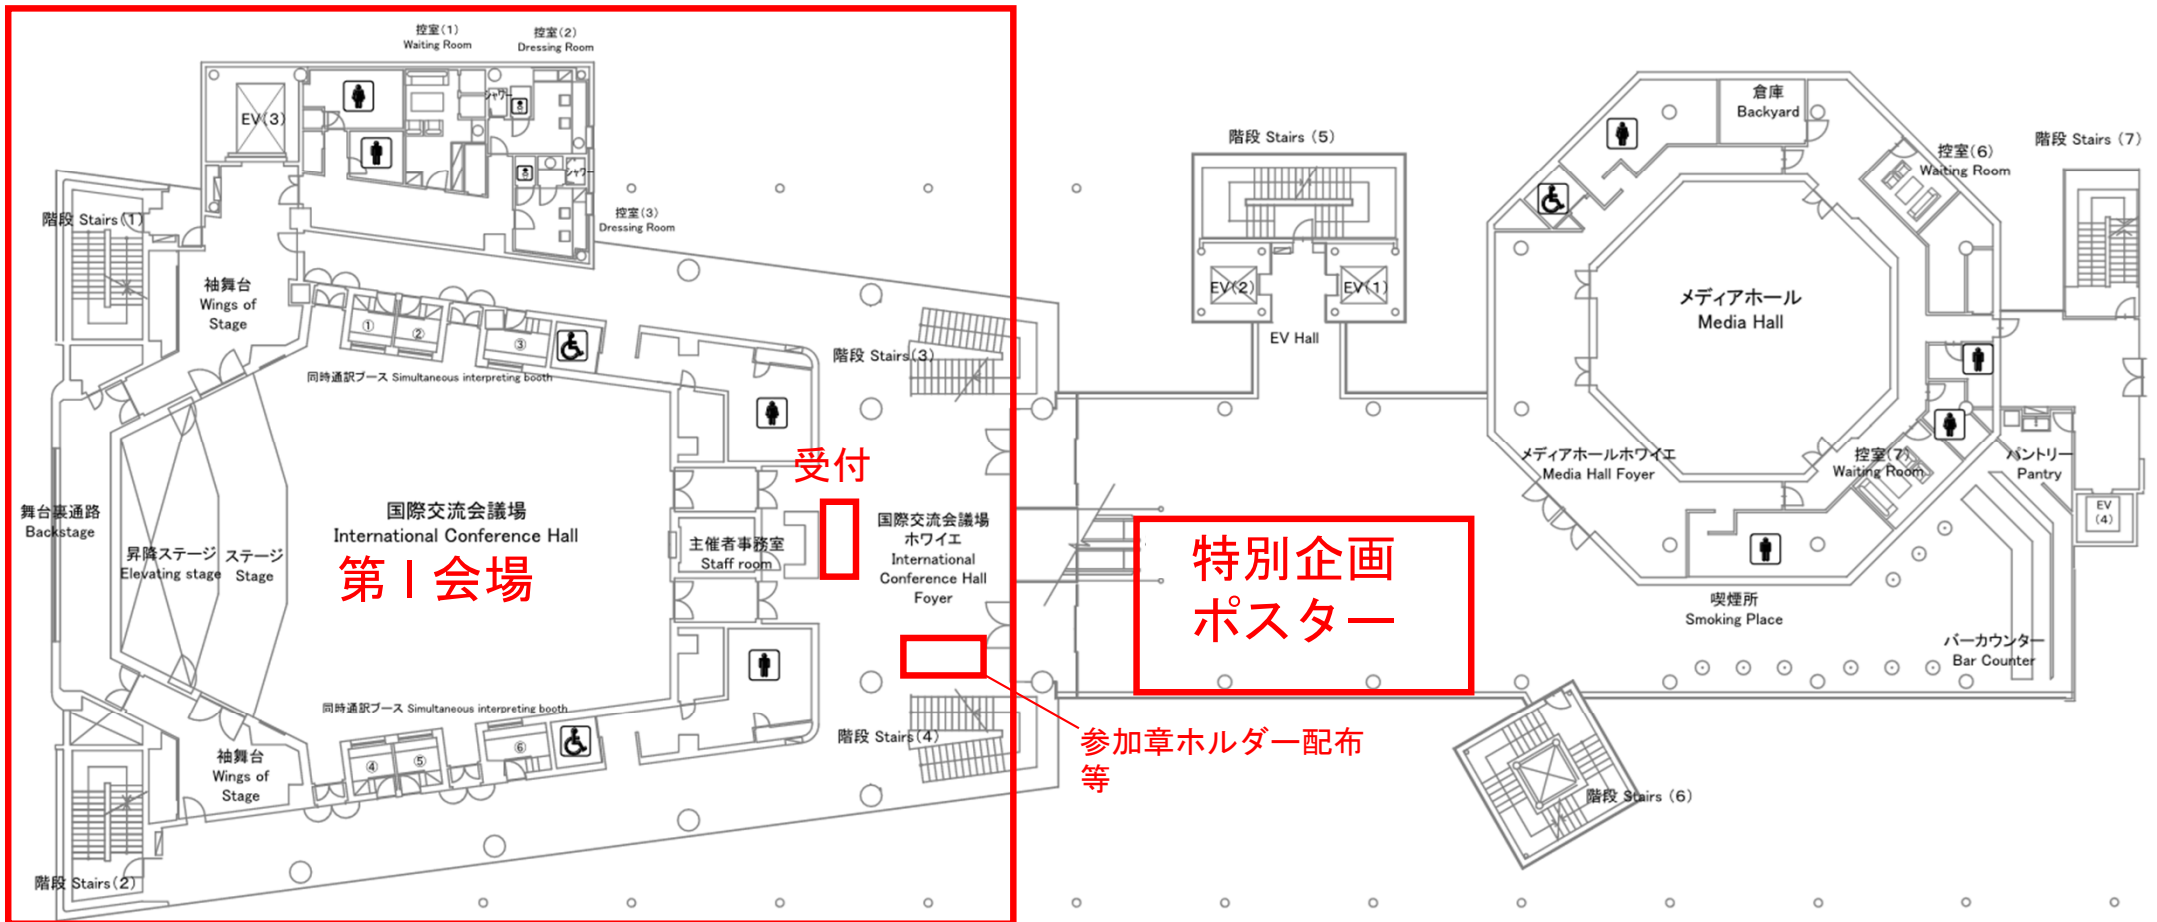 控室(1)
Waiting Room
控室(2)
Dressing Room
EV(3)
シャワー
シャワー
控室(3)
Dressing Room
階段 Stairs(1)
袖舞台
Wings of
Stage
①
②
③
同時通訳ブース Simultaneous interpreting booth
階段 Stairs(3)
舞台裏通路
Backstage
昇降ステージ
Elevating stage
ステージ
Stage
国際交流会議場
International Conference Hall
第1会場
受付
主催者事務室
Staff room
国際交流会議場
ホワイエ
International
Conference Hall
Foyer
同時通訳ブース Simultaneous interpreting booth
④
⑤
⑥
袖舞台
Wings of
Stage
階段 Stairs(2)
階段 Stairs(4)
参加章ホルダー配布
等
階段 Stairs (5)
EV(2)
EV(1)
EV Hall
特別企画
ポスター
倉庫
Backyard
控室(6)
Waiting Room
階段 Stairs (7)
メディアホール
Media Hall
メディアホールホワイエ
Media Hall Foyer
控室(7)
Waiting Room
パントリー
Pantry
EV
(4)
喫煙所
Smoking Place
バーカウンター
Bar Counter
階段 Stairs (6)